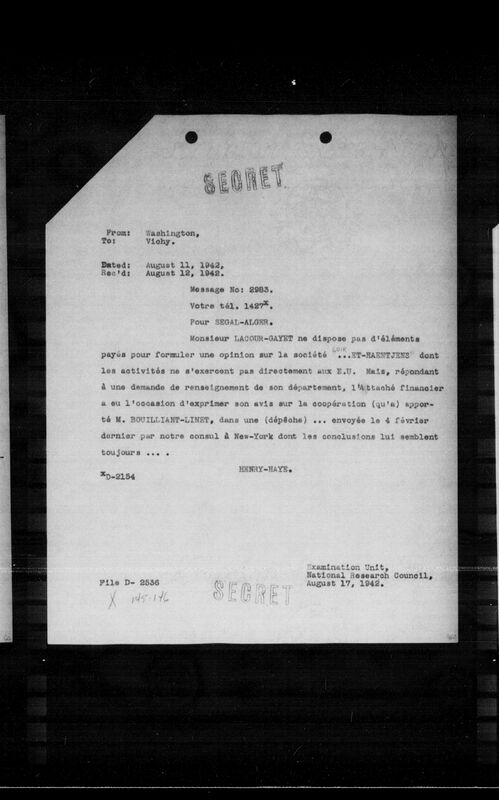 SECRET
From: Washington,
To: Vichy.
Dated: August 11, 1942,
Rec'd: August 12, 1942.
Message No: 2983.
Votre tél. 1427x.
Pour SEGAL-ALGER.
Monsieur LACOUR-GAYET ne dispose pas d'éléments
payés pour formuler une opinion sur la société ...ET-HAENTJENS dont
les activités ne s'exercent pas directement aux E.U. Mais, répondant
à une demande de renseignement de son département, l'Attaché financier
a eu l'occasion d'exprimer son avis sur la coopération (qu'a) appor-
té M. BOUILLIANT-LINET, dans une (dépêche) ... envoyée le 4 février
dernier par notre consul à New-York dont les conclusions lui semblent
toujours ... .
HENRY-HAYE.
xD-2154
Examination Unit,
National Research Council,
August 17, 1942.
File D- 2536
X 145-146
SECRET